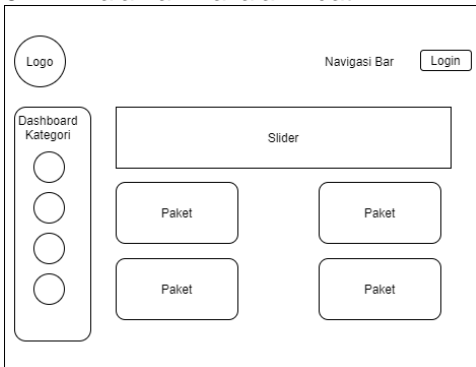 Logo
Navigasi Bar
Login
Dashboard
Kategori
Slider
Paket
Paket
Paket
Paket